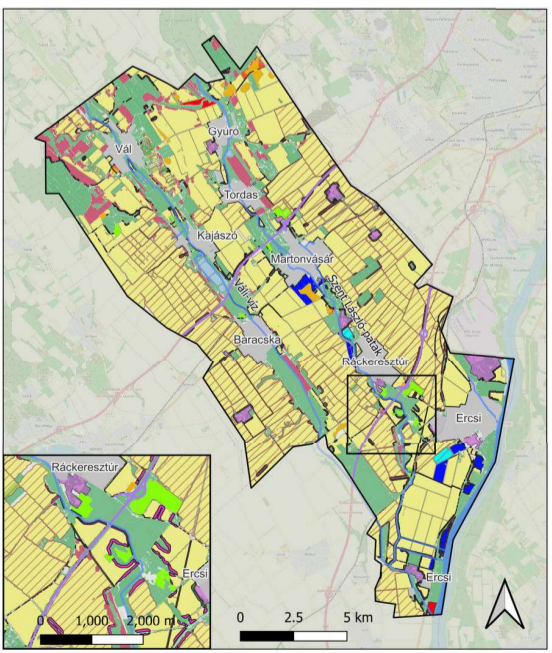 Gyúró
Vál
Tordas
Kajászó
Martonvásár
Váli-víz
Szent László-patak
Baracska
Ráckeresztúr
Ercsi
Ráckeresztúr
Ercsi
Ercsi
0 1,000 2,000 m
0 2.5 5 km